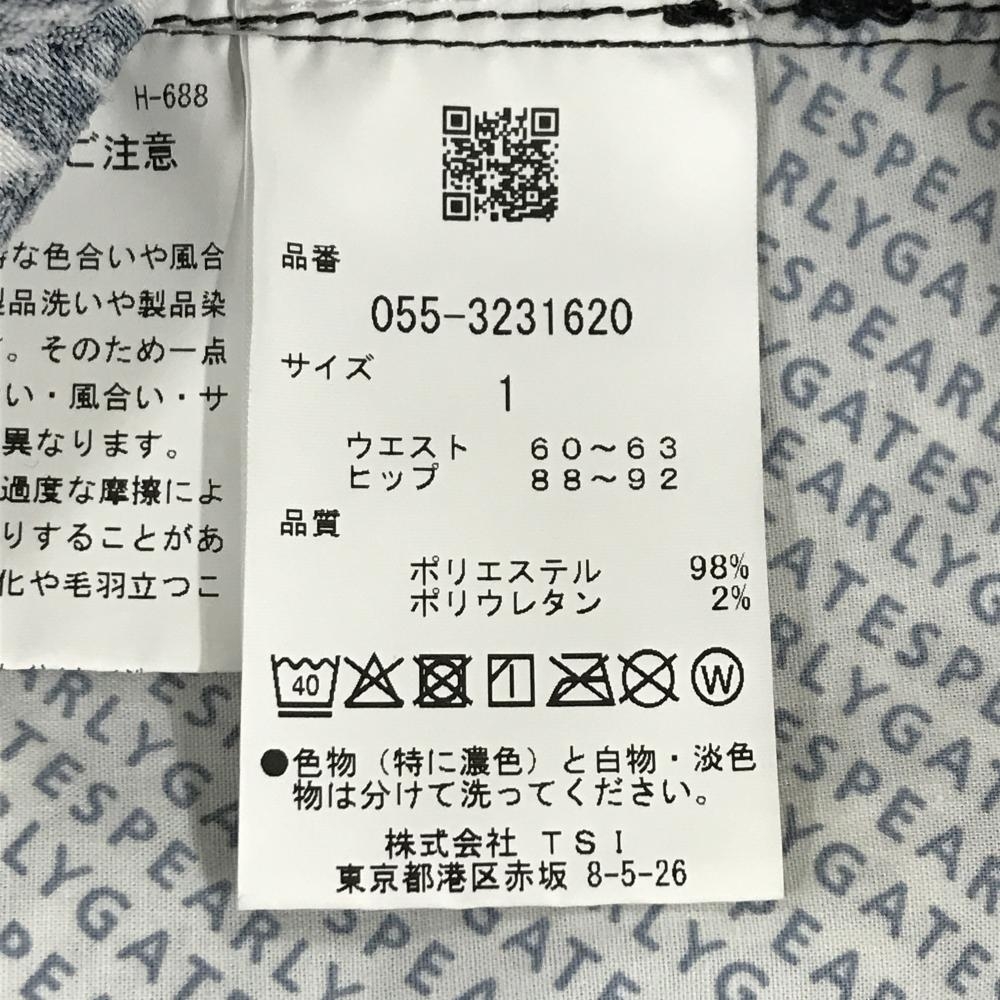 H-688
ご注意
な色合いや風合
品洗いや製品染
。そのため一点
い・風合い・サ
異なります。
過度な摩擦によ
りすることがあ
化や毛羽立つこ
品番
055-3231620
サイズ
1
ウエスト 60～63
ヒップ 88～92
品質
ポリエステル 98%
ポリウレタン 2%
40
W
●色物（特に濃色）と白物・淡色
物は分けて洗ってください。
株式会社 ＴＳＩ
東京都港区赤坂 8-5-26
PEARLY GATES